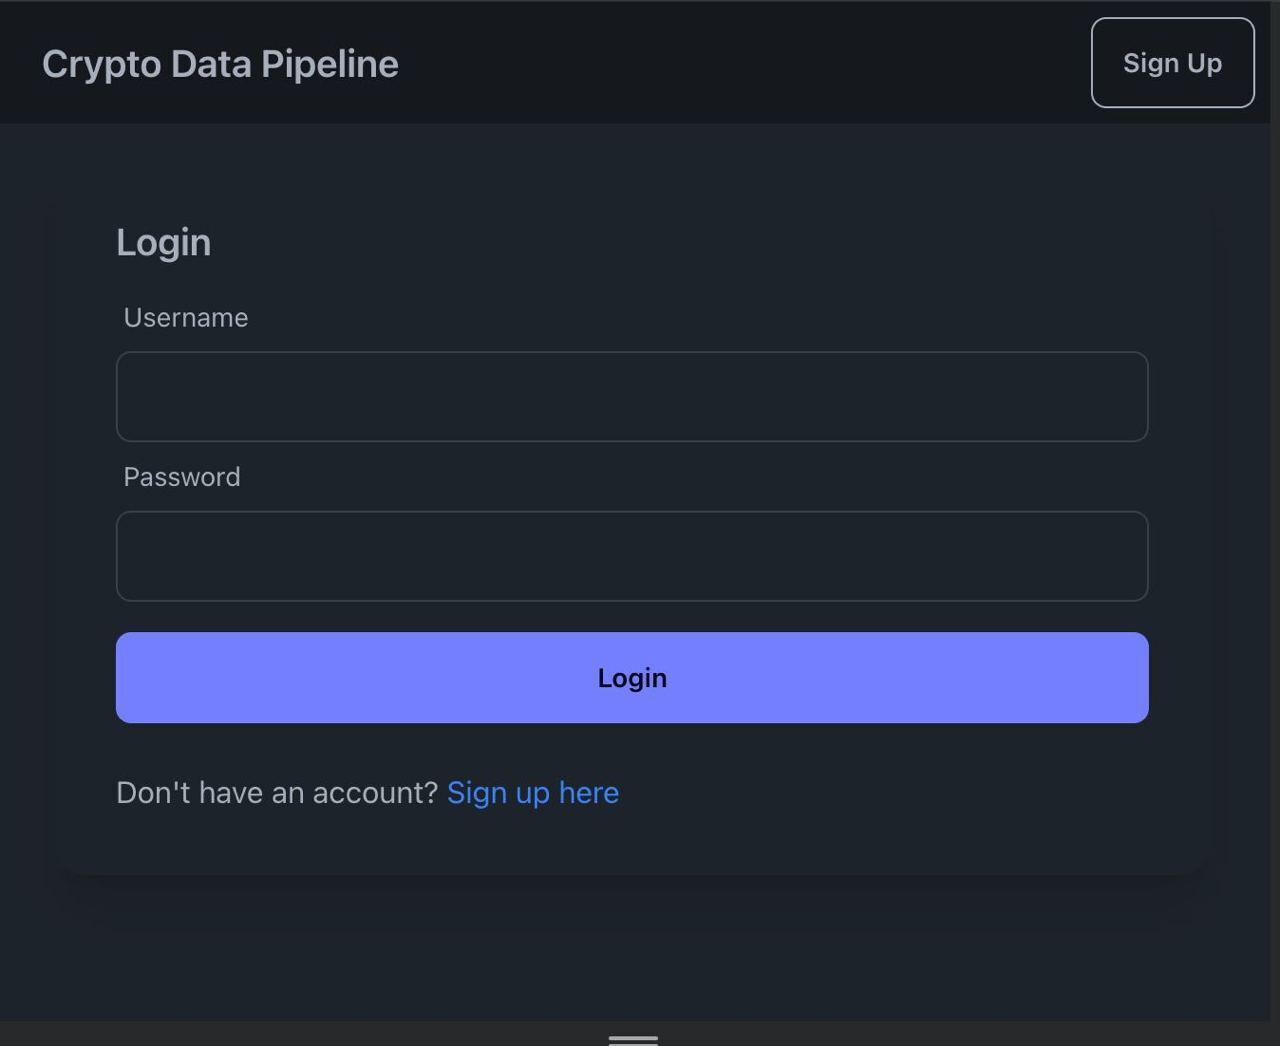 Crypto Data Pipeline
Sign Up
Login
Username
Password
Login
Don't have an account? Sign up here